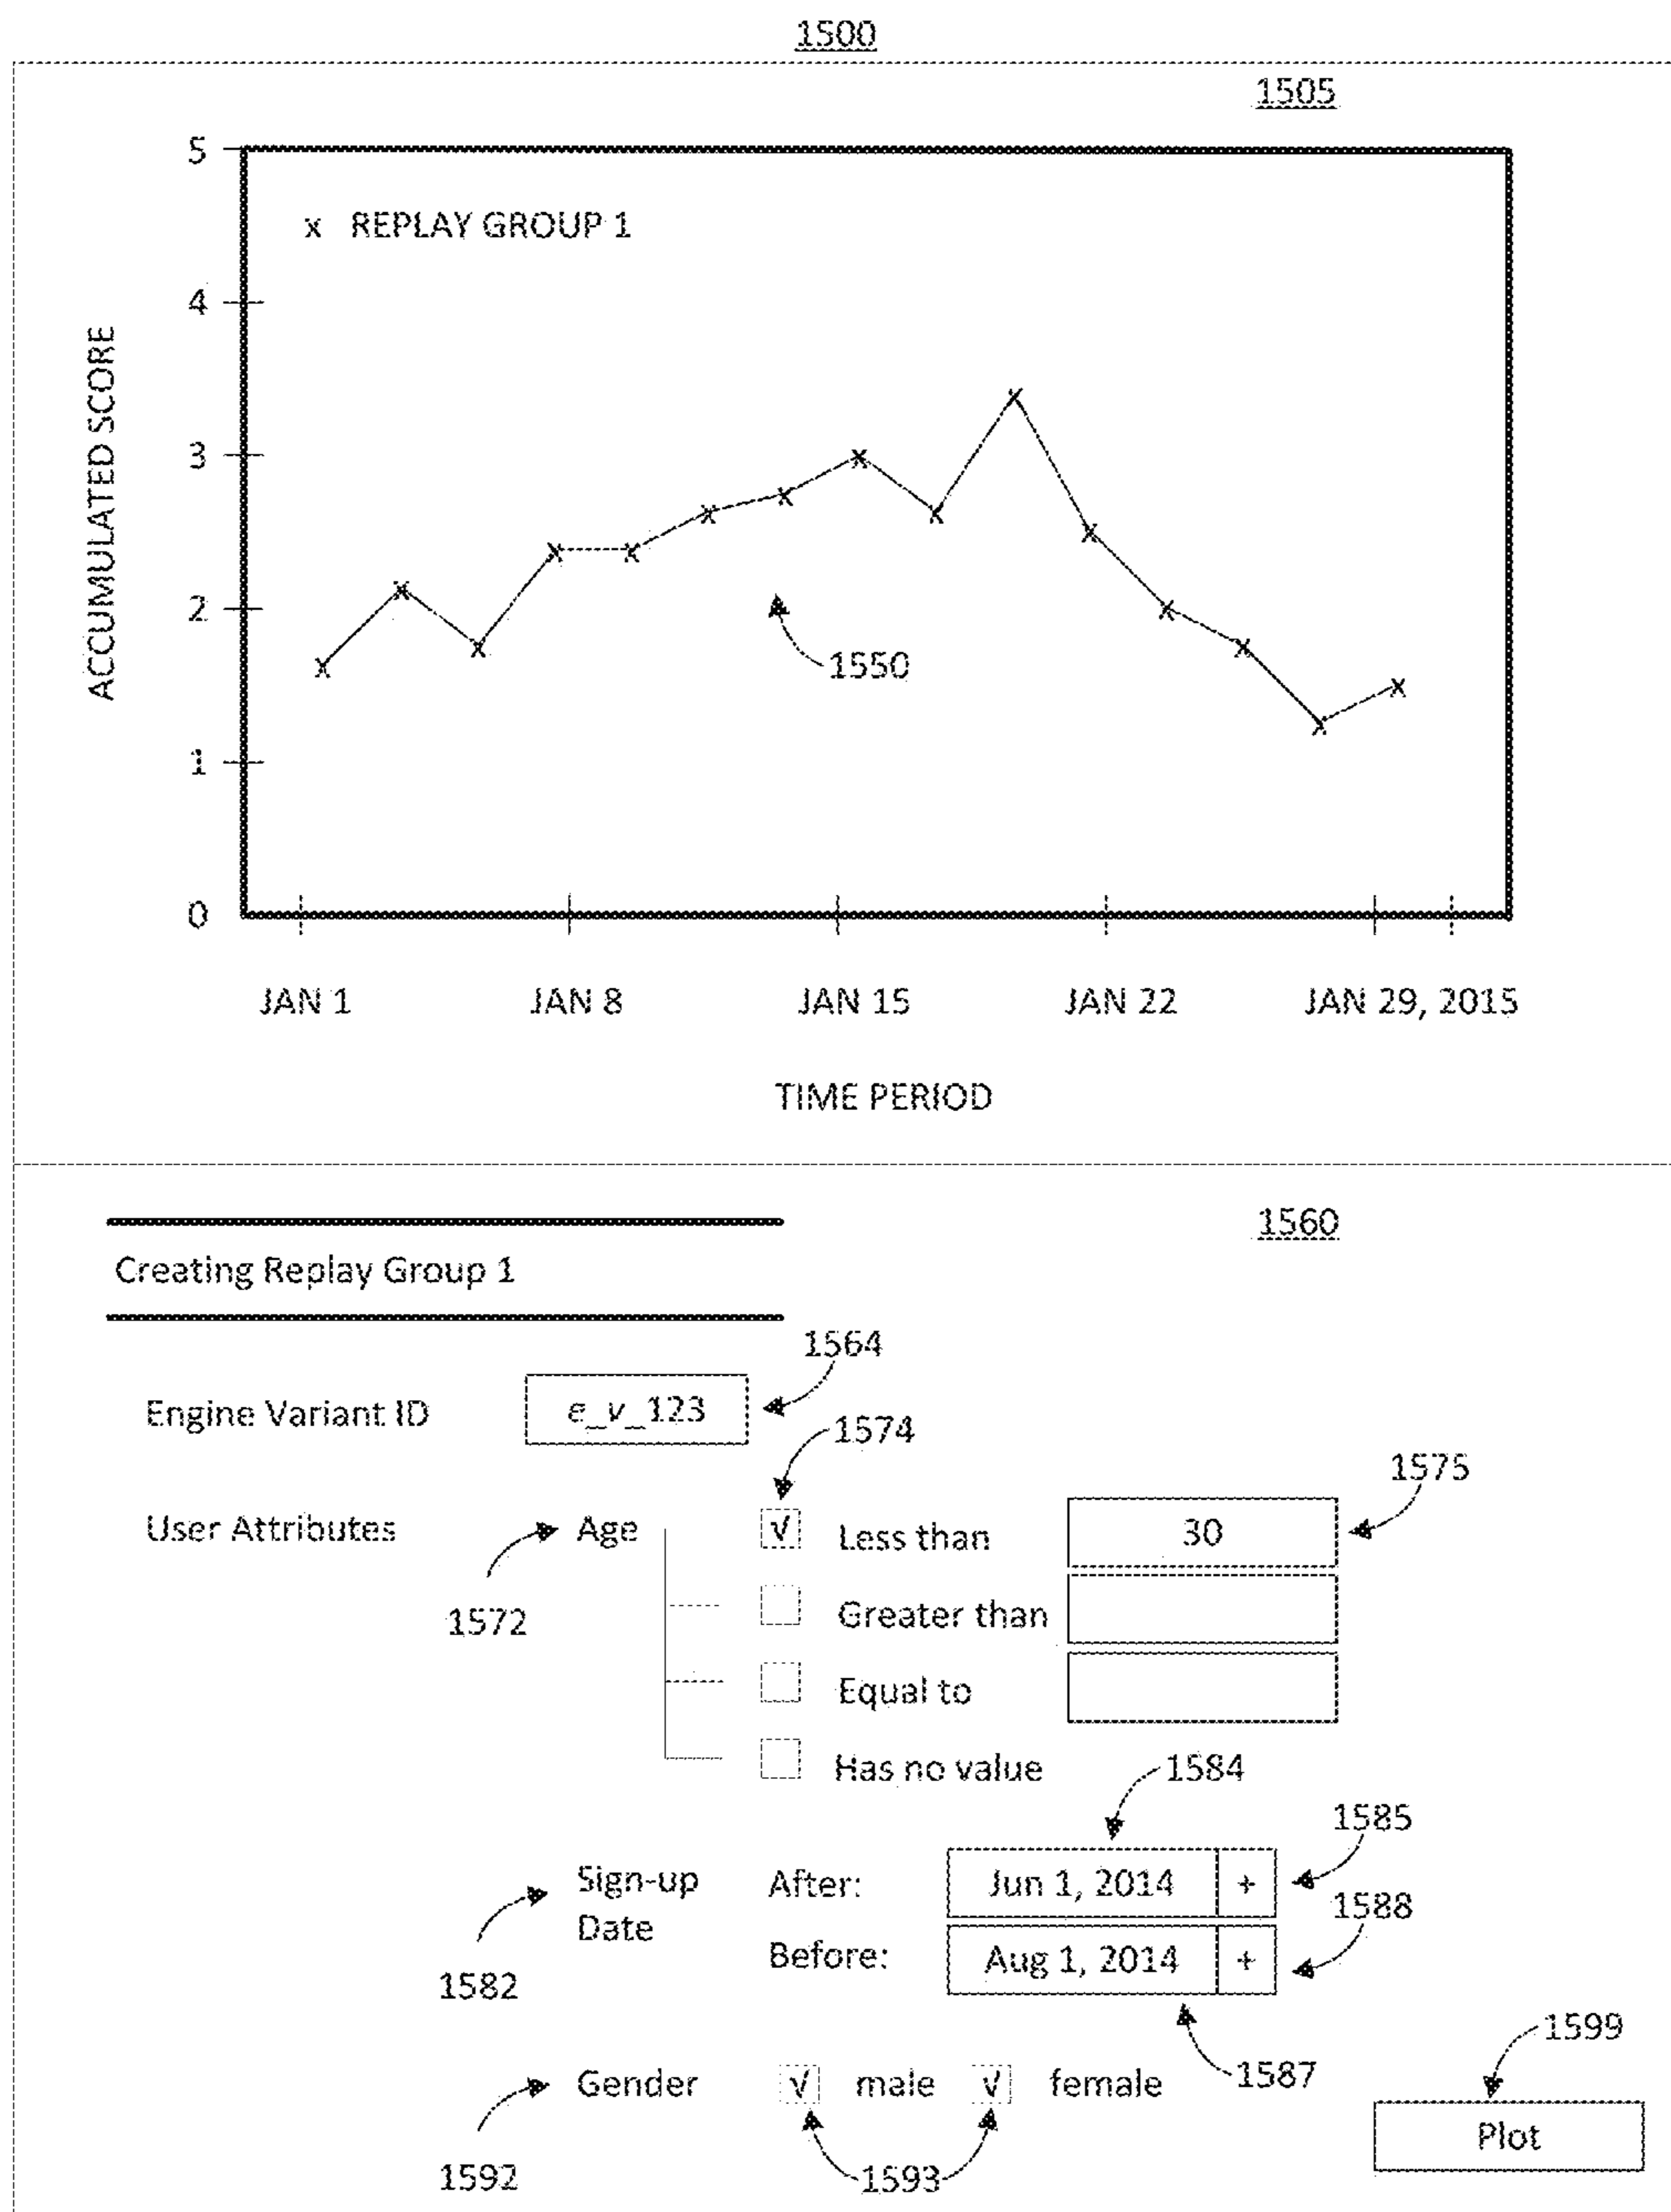 1500
1505
5
x REPLAY GROUP 1
4
ACCUMULATED SCORE
3
2
1550
1
0
JAN 1 JAN 8 JAN 15 JAN 22 JAN 29, 2015
TIME PERIOD
1560
Creating Replay Group 1
1564
Engine Variant ID e_v_123
1574
1575
User Attributes Age √ Less than 30
1572
Greater than
Equal to
Has no value
1584
1585
Sign-up Date After: Jun 1, 2014 +
1588
Before: Aug 1, 2014 +
1582
1599
1587
Gender √ male √ female
Plot
1592
1593